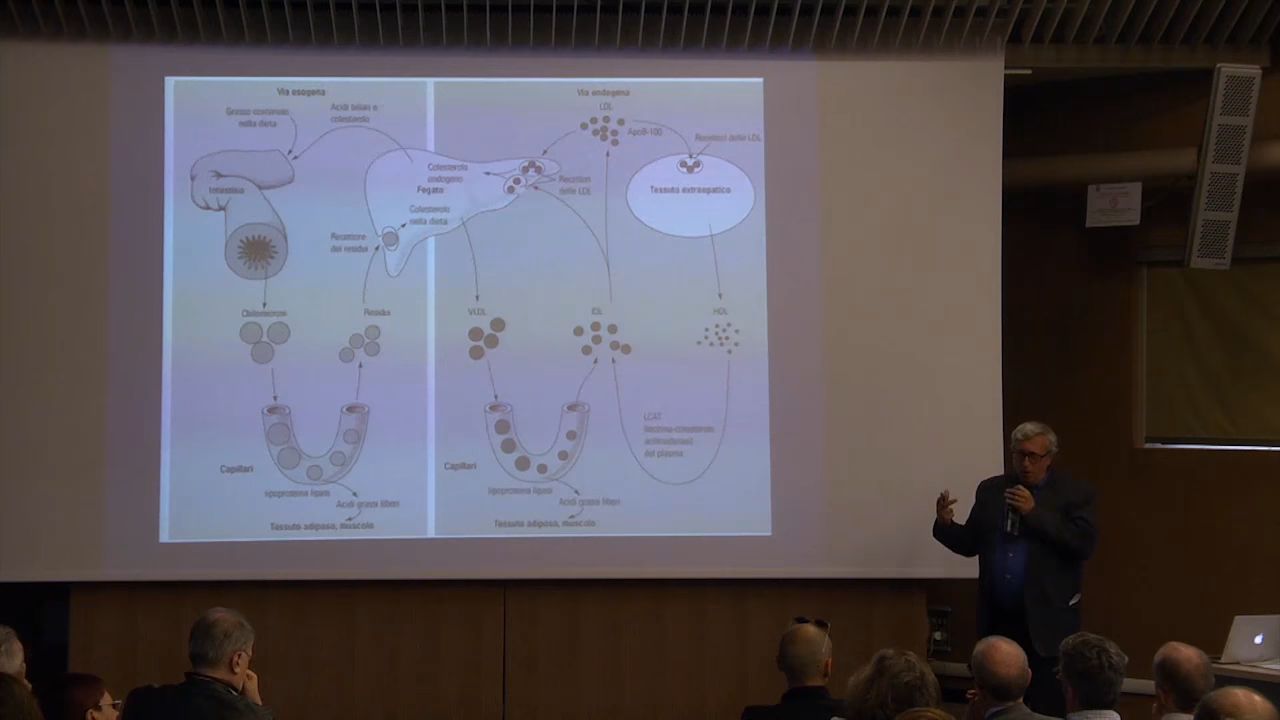 Via esogena
Grasso contenuto
nella dieta
Acidi biliari e
colesterolo
Intestino
Fegato
Recettore
dei residui
Chilomicroni
Residui
Capillari
lipoproteina lipasi
Acidi grassi liberi
Tessuto adiposo, muscolo
Via endogena
LDL
ApoB-100
Recettori delle LDL
Colesterolo
endogeno
Recettori
delle LDL
Tessuto extraepatico
Colesterolo
nella dieta
VLDL
IDL
HDL
LCAT
del plasma
Capillari
lipoproteina lipasi
Acidi grassi liberi
Tessuto adiposo, muscolo